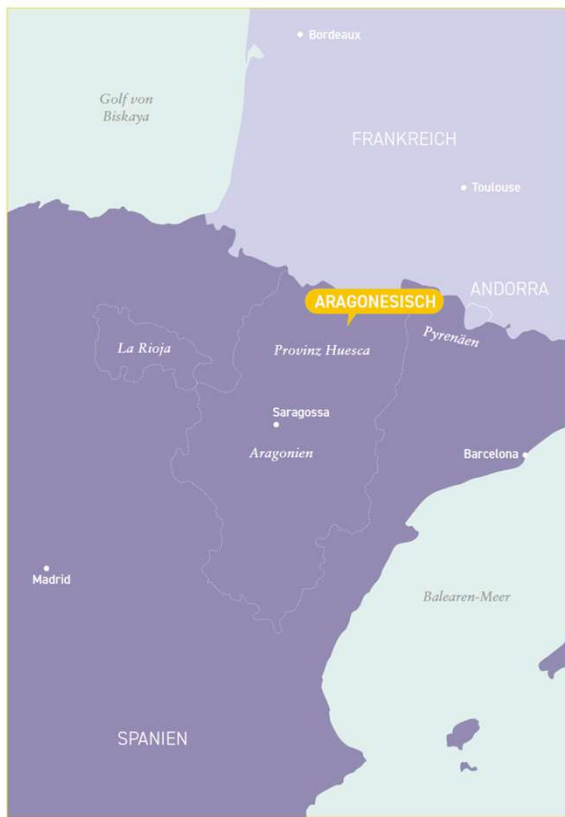 Bordeaux
Golf von
Biskaya
FRANKREICH
Toulouse
ANDORRA
ARAGONESISCH
Pyrenäen
La Rioja
Provinz Huesca
Saragossa
Aragonien
Barcelona
Madrid
Balearen-Meer
SPANIEN